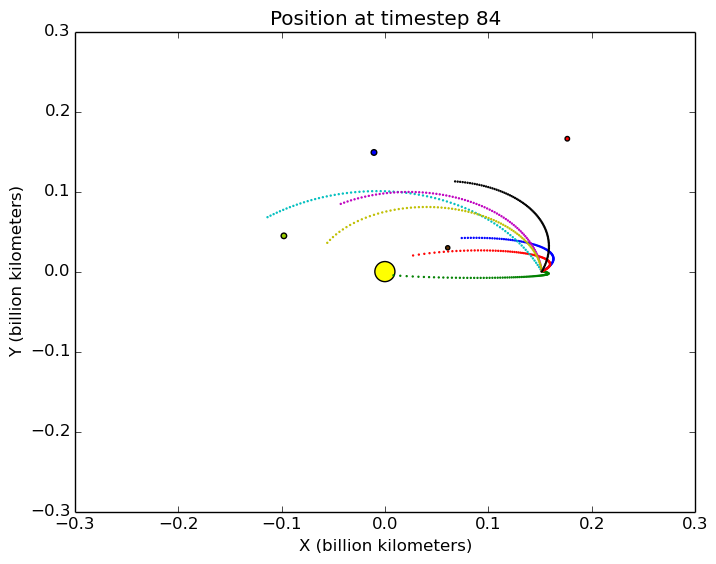 Position at timestep 84
0.3
0.2
0.1
0.0
−0.1
−0.2
−0.3
Y (billion kilometers)
−0.3 −0.2 −0.1 0.0 0.1 0.2 0.3
X (billion kilometers)